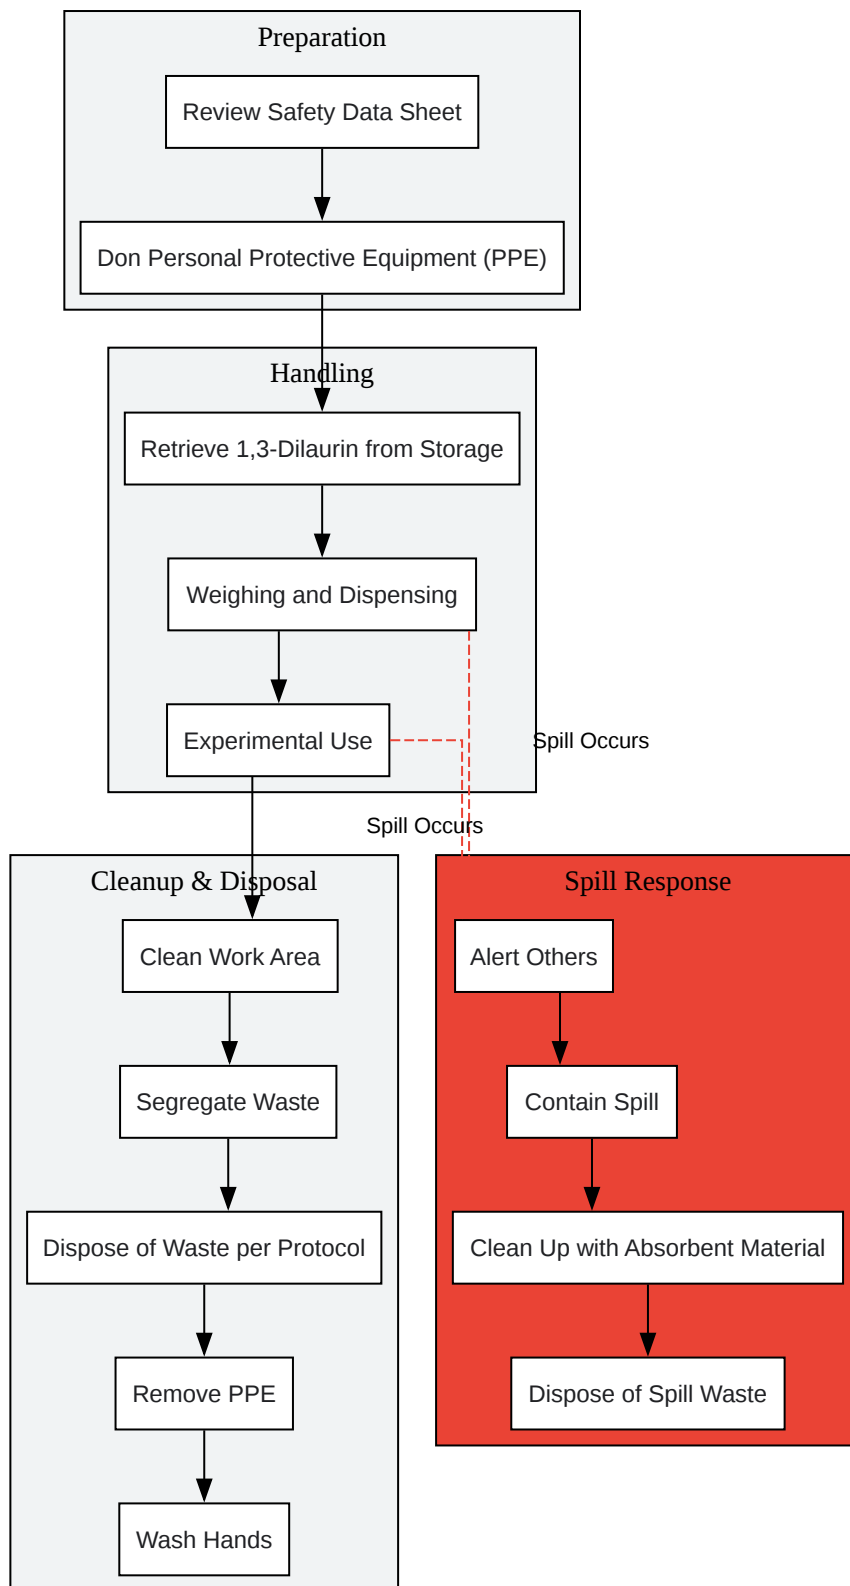 Preparation
Review Safety Data Sheet
Don Personal Protective Equipment (PPE)
Handling
Retrieve 1,3-Dilaurin from Storage
Weighing and Dispensing
Experimental Use
Spill Occurs
Spill Occurs
Cleanup & Disposal
Clean Work Area
Segregate Waste
Dispose of Waste per Protocol
Remove PPE
Wash Hands
Spill Response
Alert Others
Contain Spill
Clean Up with Absorbent Material
Dispose of Spill Waste